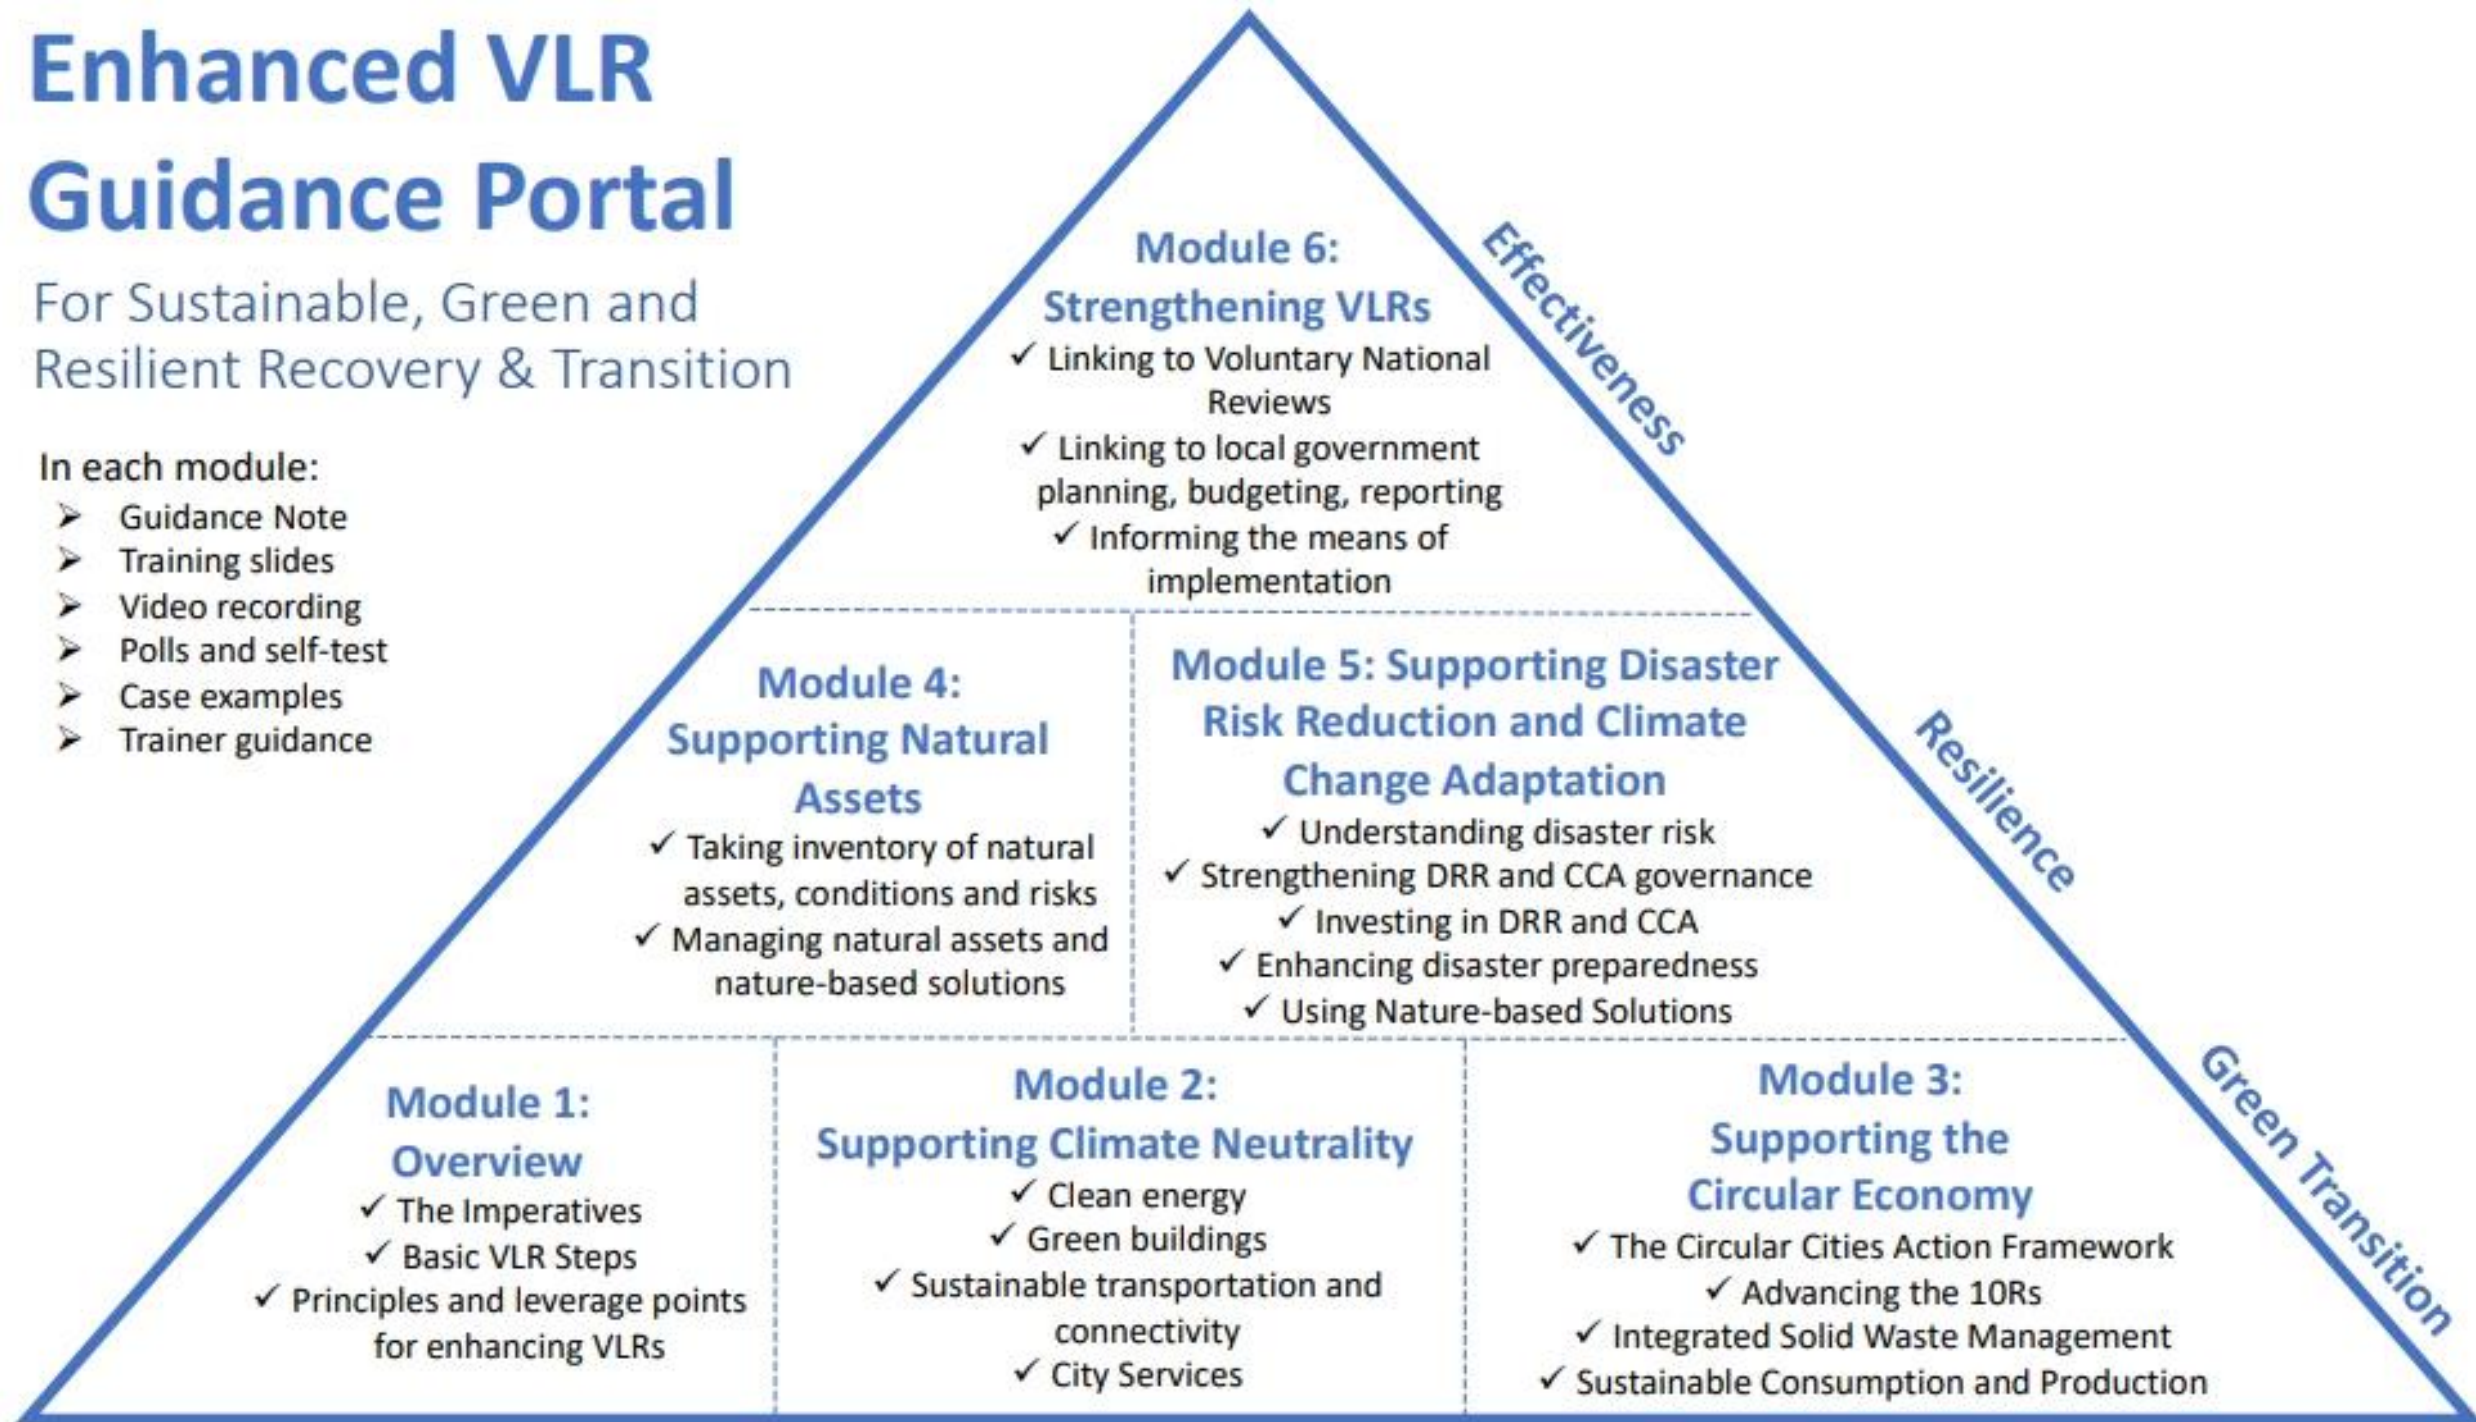 Enhanced VLR
Guidance Portal
For Sustainable, Green and
Resilient Recovery & Transition
In each module:
➢ Guidance Note
➢ Training slides
➢ Video recording
➢ Polls and self-test
➢ Case examples
➢ Trainer guidance
Module 6:
Strengthening VLRs
✓ Linking to Voluntary National
Reviews
✓ Linking to local government
planning, budgeting, reporting
✓ Informing the means of
implementation
Effectiveness
Module 4:
Supporting Natural
Assets
✓ Taking inventory of natural
assets, conditions and risks
✓ Managing natural assets and
nature-based solutions
Module 5: Supporting Disaster
Risk Reduction and Climate
Change Adaptation
✓ Understanding disaster risk
✓ Strengthening DRR and CCA governance
✓ Investing in DRR and CCA
✓ Enhancing disaster preparedness
✓ Using Nature-based Solutions
Resilience
Module 1:
Overview
✓ The Imperatives
✓ Basic VLR Steps
✓ Principles and leverage points
for enhancing VLRs
Module 2:
Supporting Climate Neutrality
✓ Clean energy
✓ Green buildings
✓ Sustainable transportation and
connectivity
✓ City Services
Module 3:
Supporting the
Circular Economy
✓ The Circular Cities Action Framework
✓ Advancing the 10Rs
✓ Integrated Solid Waste Management
✓ Sustainable Consumption and Production
Green Transition